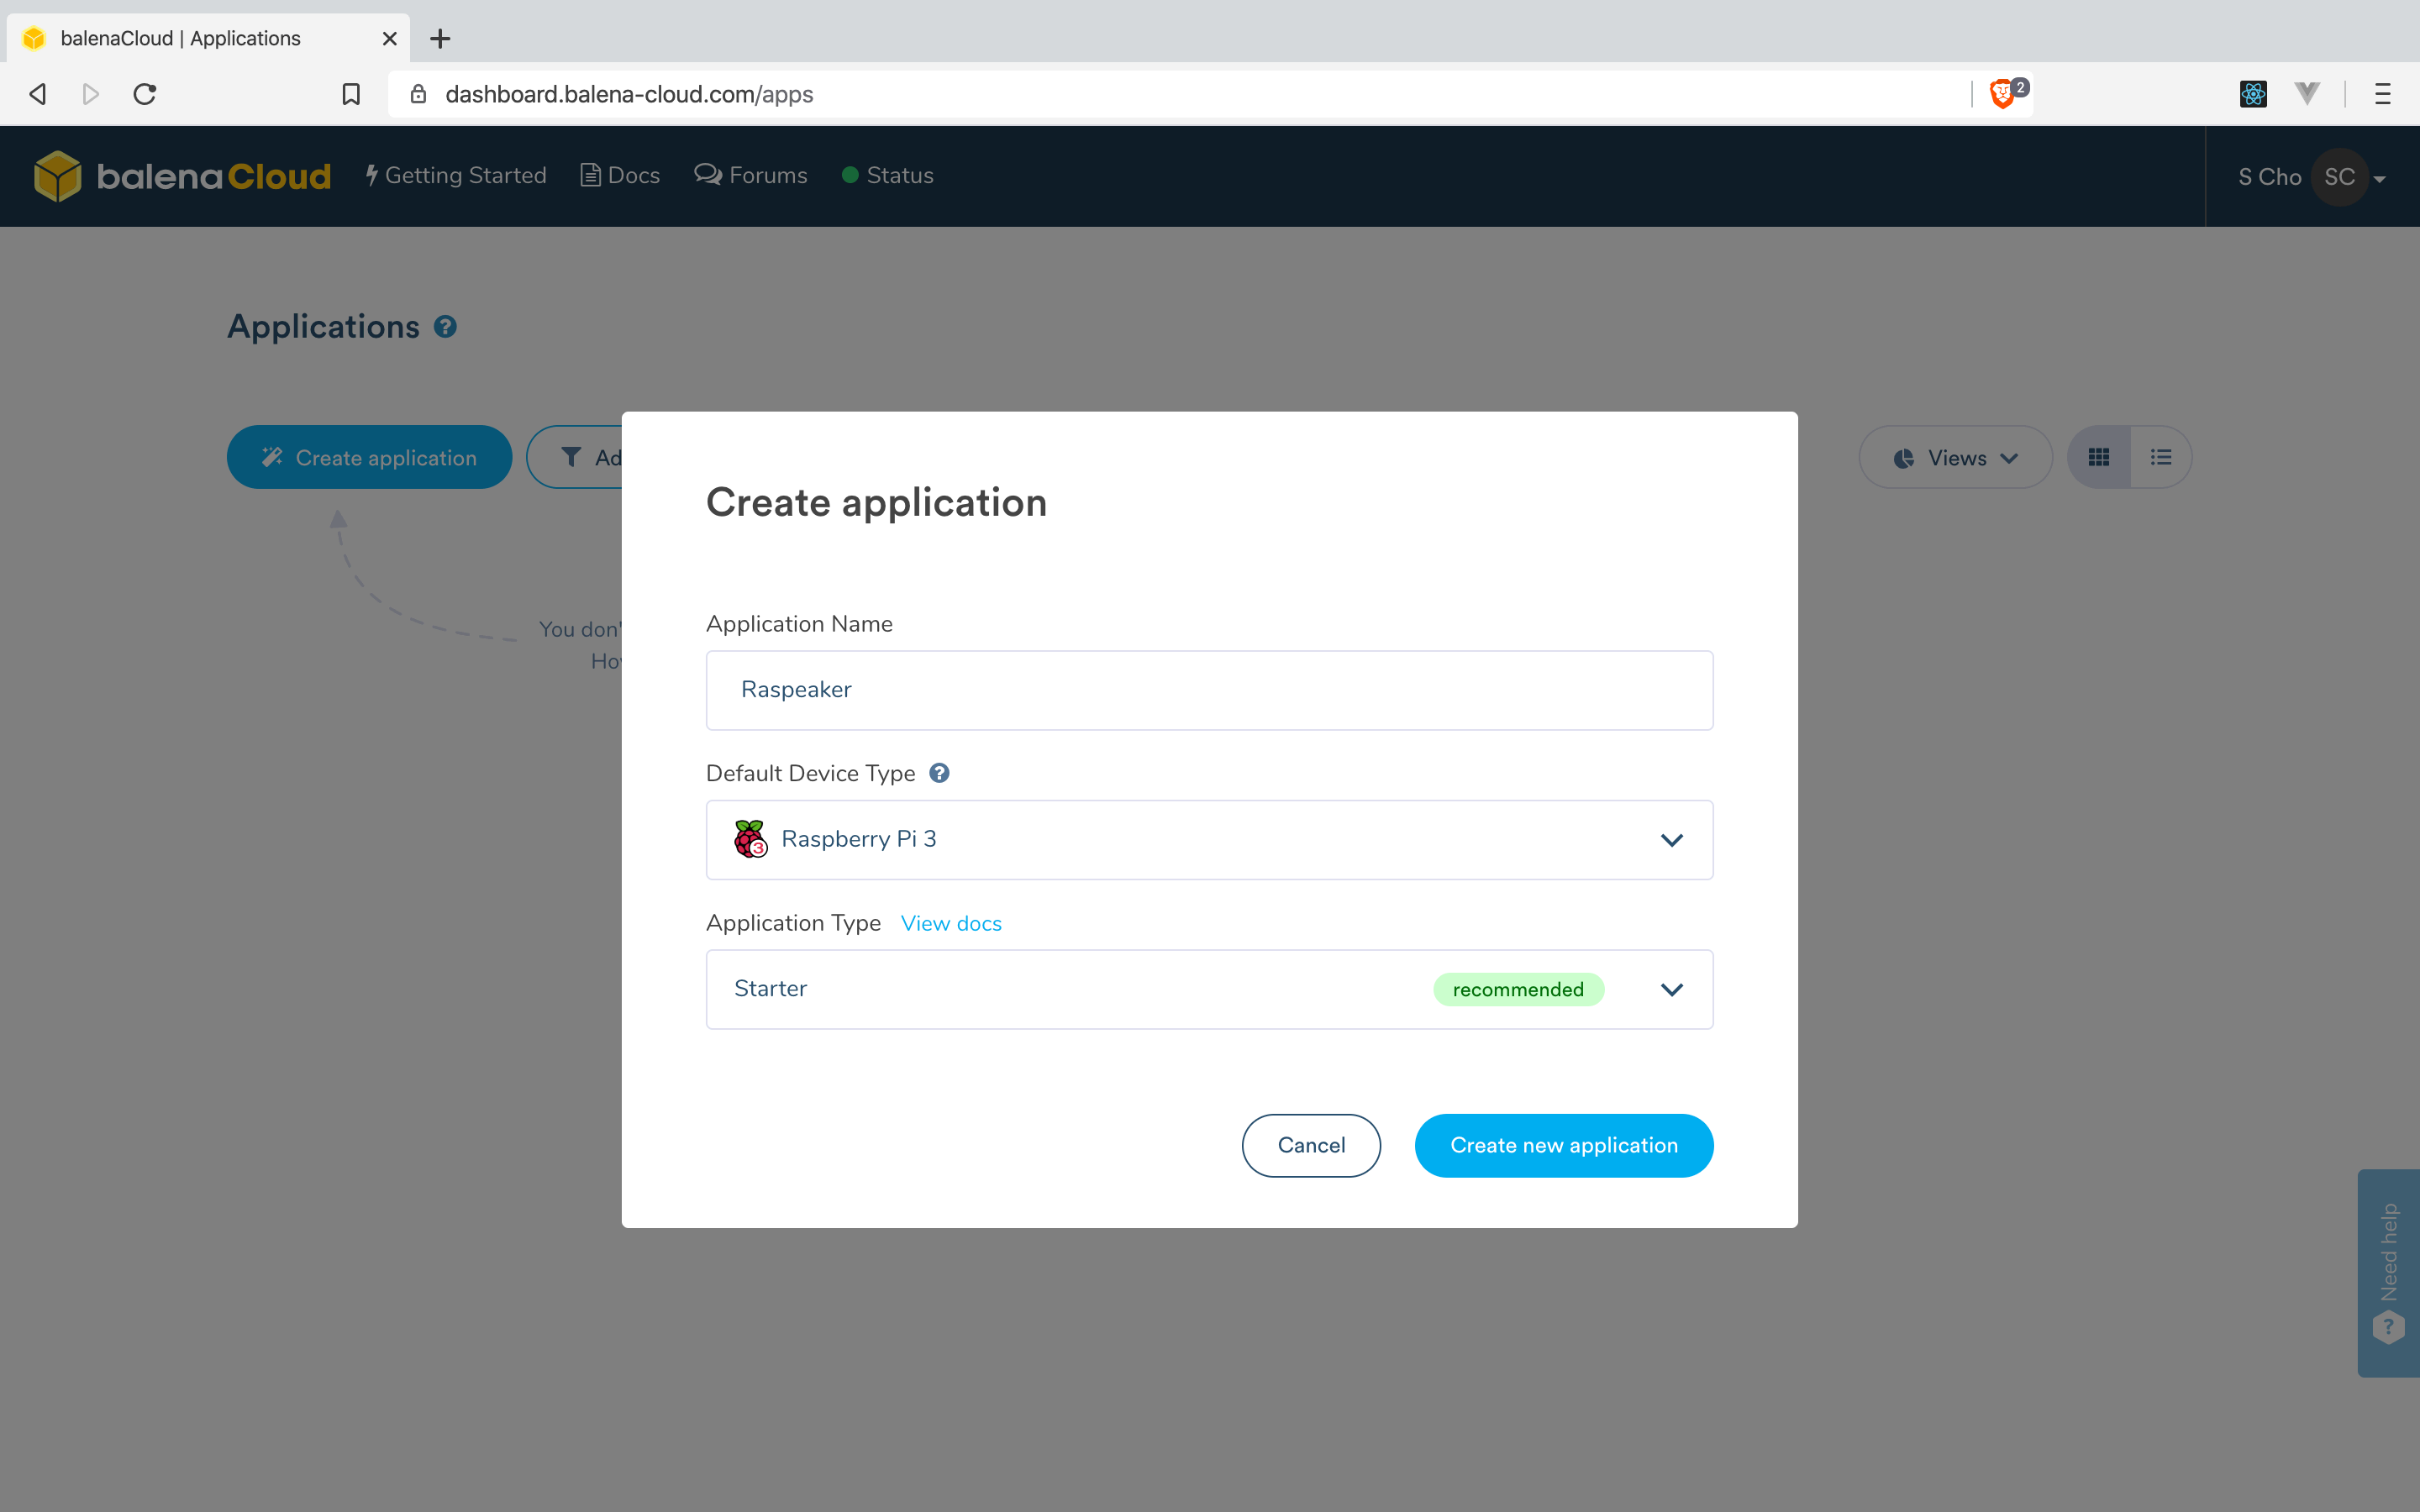 balenaCloud | Applications
dashboard.balena-cloud.com/apps
2
balenaCloud
Getting Started
Docs
Forums
Status
S Cho
SC
Applications
Create application
Views
You don'
Create application
Application Name
Raspeaker
Default Device Type
3
Raspberry Pi 3
Application Type View docs
Starter
recommended
Cancel
Create new application
Need help